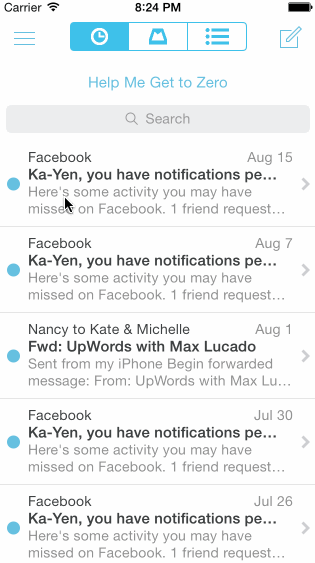 Carrier 8:24 PM
Help Me Get to Zero
Search
Facebook Aug 15
Ka-Yen, you have notifications pe...
Here's some activity you may have
missed on Facebook. 1 friend request...
Facebook Aug 7
Ka-Yen, you have notifications pe...
Here's some activity you may have
missed on Facebook. 1 friend request...
Nancy to Kate & Michelle Aug 1
Fwd: UpWords with Max Lucado
Sent from my iPhone Begin forwarded
message: From: UpWords with Max Lu...
Facebook Jul 30
Ka-Yen, you have notifications pe...
Here's some activity you may have
missed on Facebook. 1 friend request...
Facebook Jul 26
Ka-Yen, you have notifications pe...
Here's some activity you may have
missed on Facebook. 1 friend request...